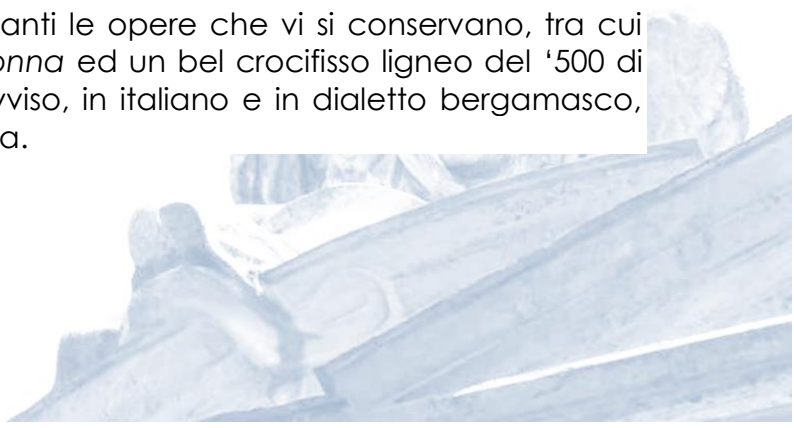 anti le opere che vi si conservano, tra cui
onna ed un bel crocifisso ligneo del ‘500 di
vviso, in italiano e in dialetto bergamasco,
a.